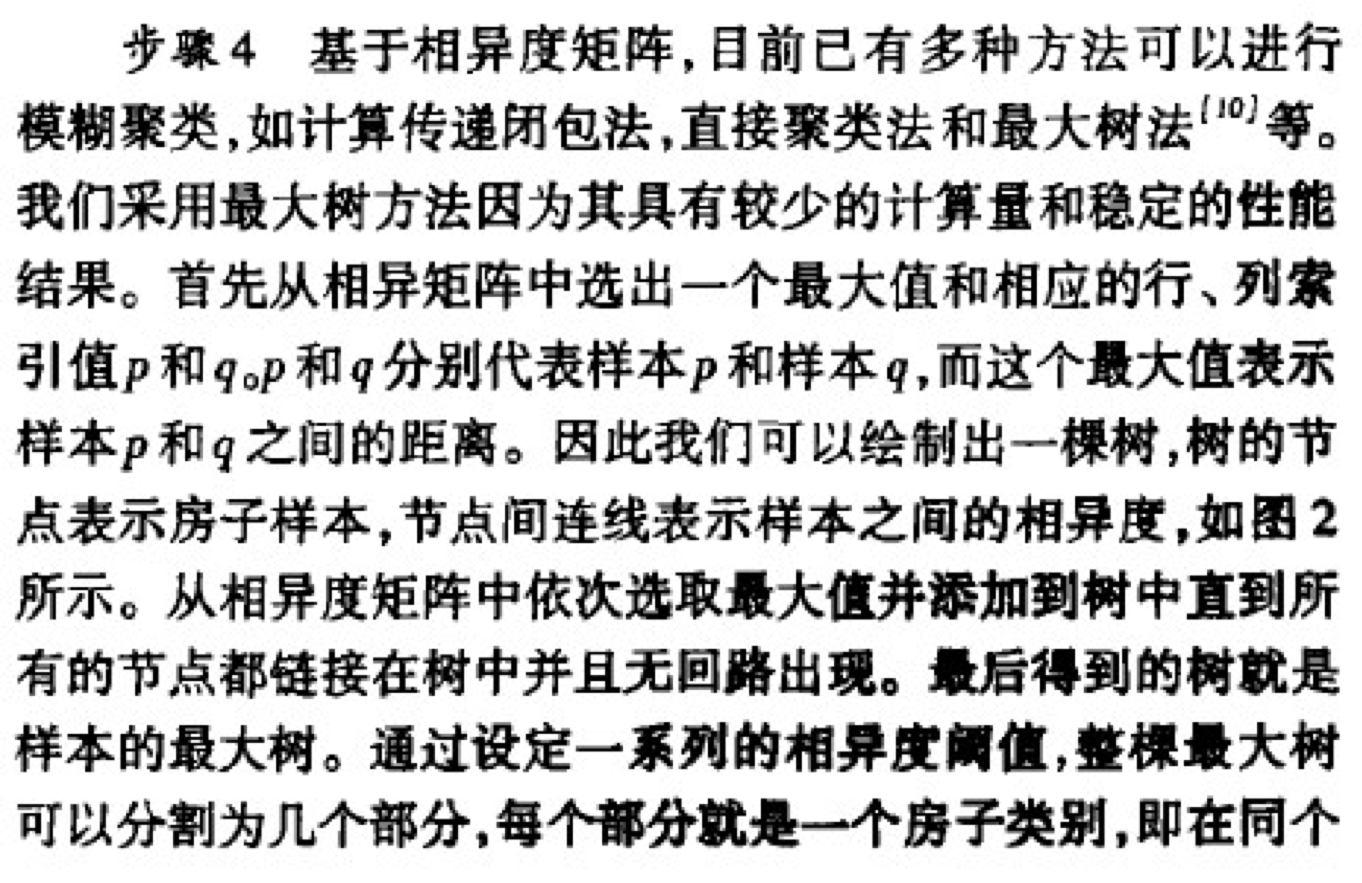 步骤4 基于相异度矩阵,目前已有多种方法可以进行
模糊聚类,如计算传递闭包法,直接聚类法和最大树法[10]等。
我们采用最大树方法因为其具有较少的计算量和稳定的性能
结果。首先从相异矩阵中选出一个最大值和相应的行、列索
引值p和q。p和q分别代表样本p和样本q,而这个最大值表示
样本p和q之间的距离。因此我们可以绘制出一棵树,树的节
点表示房子样本,节点间连线表示样本之间的相异度,如图2
所示。从相异度矩阵中依次选取最大值并添加到树中直到所
有的节点都链接在树中并且无回路出现。最后得到的树就是
样本的最大树。通过设定一系列的相异度阈值,整棵最大树
可以分割为几个部分,每个部分就是一个房子类别,即在同个